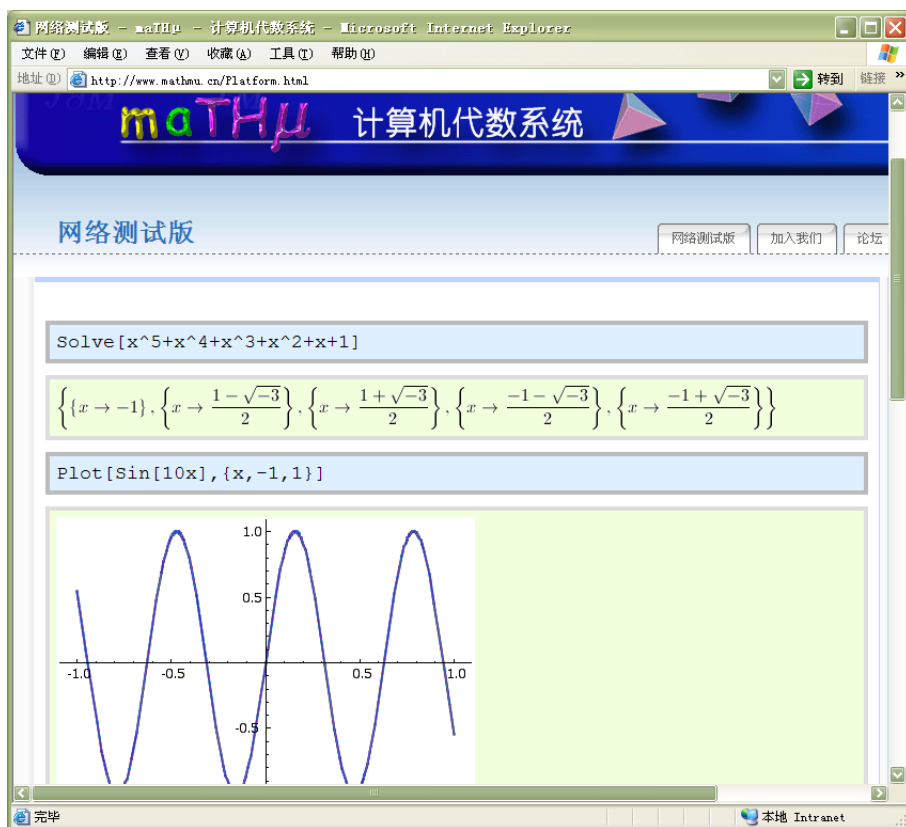 网络测试版 - maTHμ - 计算机代数系统 - Microsoft Internet Explorer
文件(F) 编辑(E) 查看(V) 收藏(A) 工具(T) 帮助(H)
地址(D) http://www.mathmu.cn/Platform.html 转到 链接 »
maTHμ 计算机代数系统
网络测试版
网络测试版 加入我们 论坛
Solve[x^5+x^4+x^3+x^2+x+1]
{{x → -1}, {x → (1-√-3)/2}, {x → (1+√-3)/2}, {x → (-1-√-3)/2}, {x → (-1+√-3)/2}}
Plot[Sin[10x],{x,-1,1}]
1.0
0.5
-1.0 -0.5 0.5 1.0
-0.5
完毕 本地 Intranet